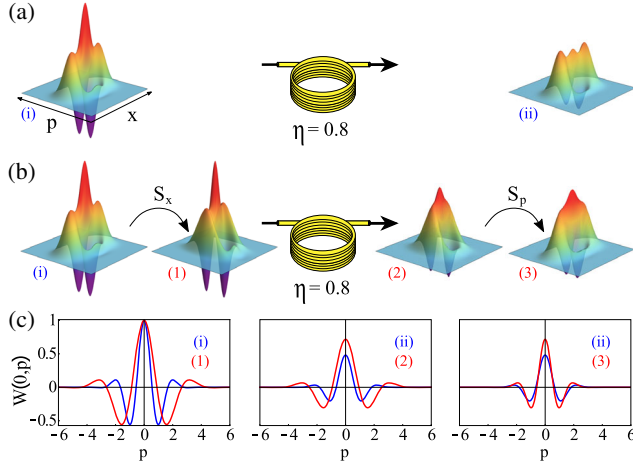 (a)
(i)
p
x
η = 0.8
(ii)
(b)
Sx
Sp
(i)
(1)
η = 0.8
(2)
(3)
(c)
W(0,p)
1
0.5
0
−0.5
(i)
(1)
(ii)
(2)
(ii)
(3)
−6 −4 −2 0 2 4 6
−6 −4 −2 0 2 4 6
−6 −4 −2 0 2 4 6
p
p
p